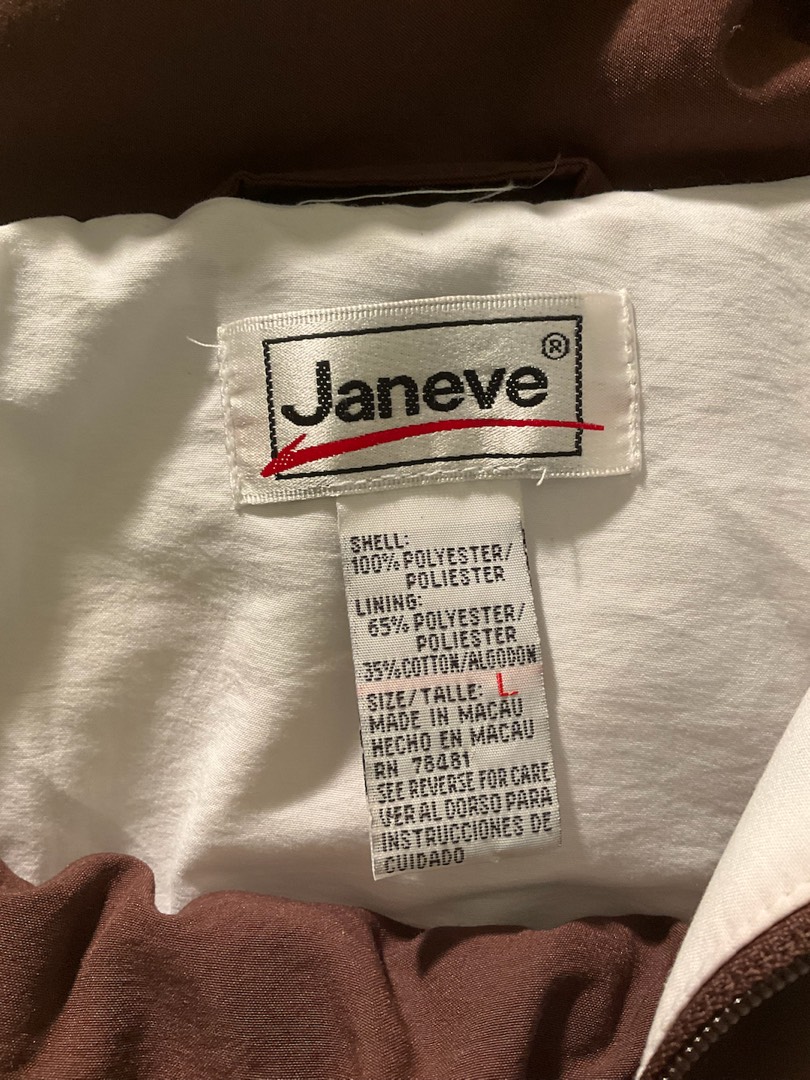 Janeve®
SHELL:
100% POLYESTER/
POLIESTER
LINING:
65% POLYESTER/
POLIESTER
35% COTTON/ALGODON
SIZE/TALLE: L
MADE IN MACAU
HECHO EN MACAU
RN 78481
SEE REVERSE FOR CARE
VER AL DORSO PARA
INSTRUCCIONES DE
CUIDADO